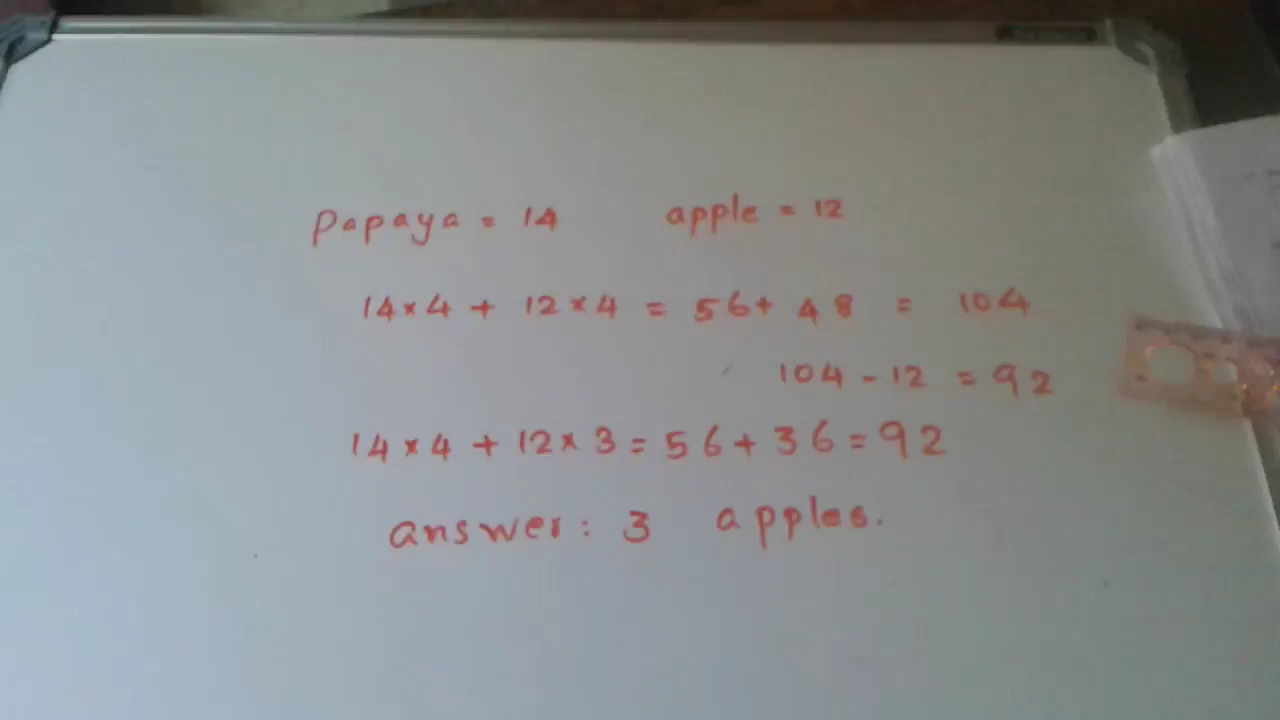 papaya = 14 apple = 12
14×4 + 12×4 = 56+ 48 = 104
104 - 12 = 92
14×4 + 12×3 = 56+36=92
answer: 3 apples.